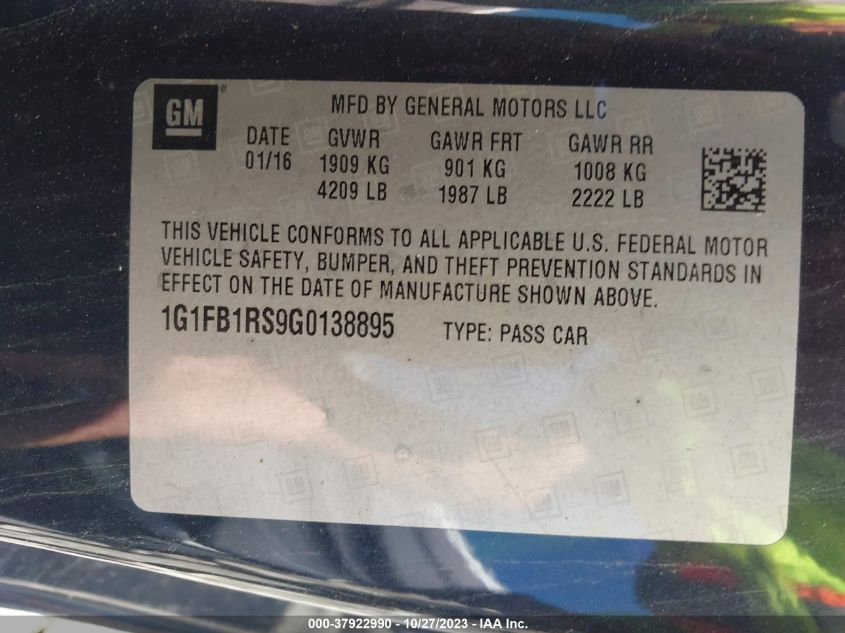 GM
MFD BY GENERAL MOTORS LLC
DATE GVWR GAWR FRT GAWR RR
01/16 1909 KG 901 KG 1008 KG
4209 LB 1987 LB 2222 LB
THIS VEHICLE CONFORMS TO ALL APPLICABLE U.S. FEDERAL MOTOR
VEHICLE SAFETY, BUMPER, AND THEFT PREVENTION STANDARDS IN
EFFECT ON THE DATE OF MANUFACTURE SHOWN ABOVE.
1G1FB1RS9G0138895 TYPE: PASS CAR
000-37922990 - 10/27/2023 - IAA Inc.